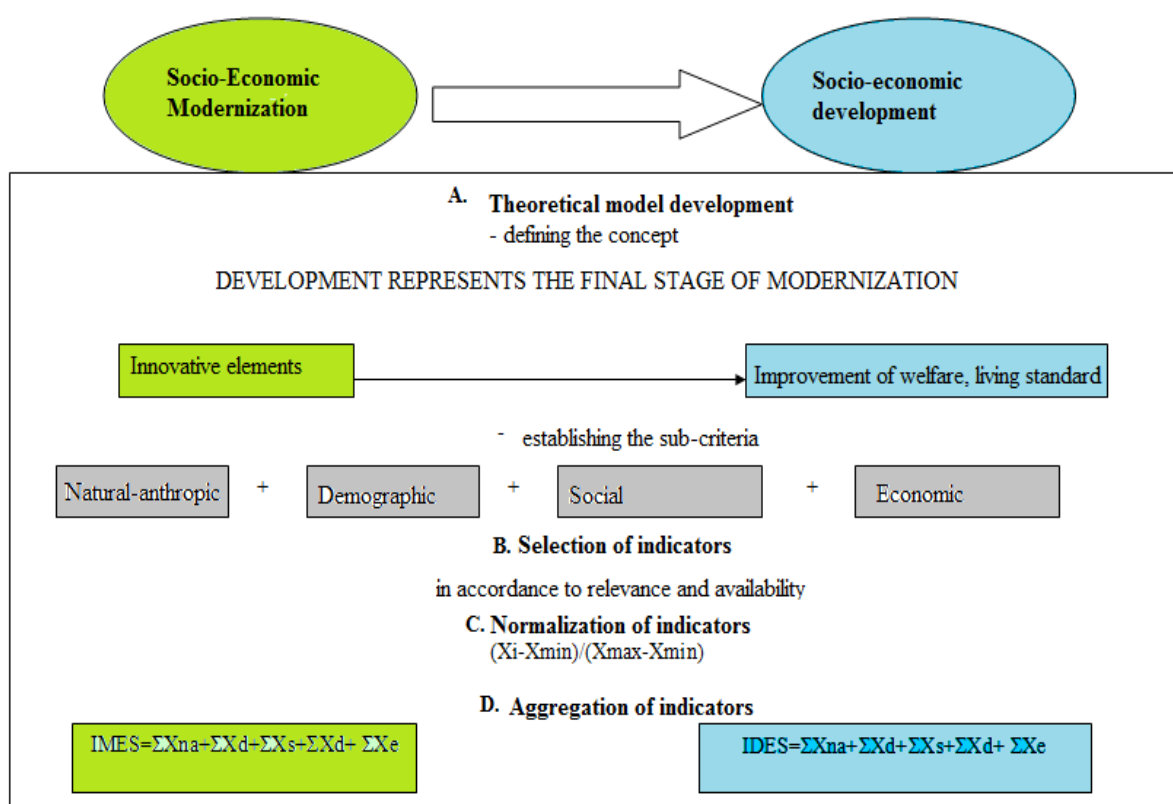 Socio-Economic
Modernization
Socio-economic
development
A. Theoretical model development
- defining the concept
DEVELOPMENT REPRESENTS THE FINAL STAGE OF MODERNIZATION
Innovative elements
Improvement of welfare, living standard
- establishing the sub-criteria
Natural-anthropic + Demographic + Social + Economic
B. Selection of indicators
in accordance to relevance and availability
C. Normalization of indicators
(Xi-Xmin)/(Xmax-Xmin)
D. Aggregation of indicators
IMES=ΣXna+ΣXd+ΣXs+ΣXd+ ΣXe
IDES=ΣXna+ΣXd+ΣXs+ΣXd+ ΣXe